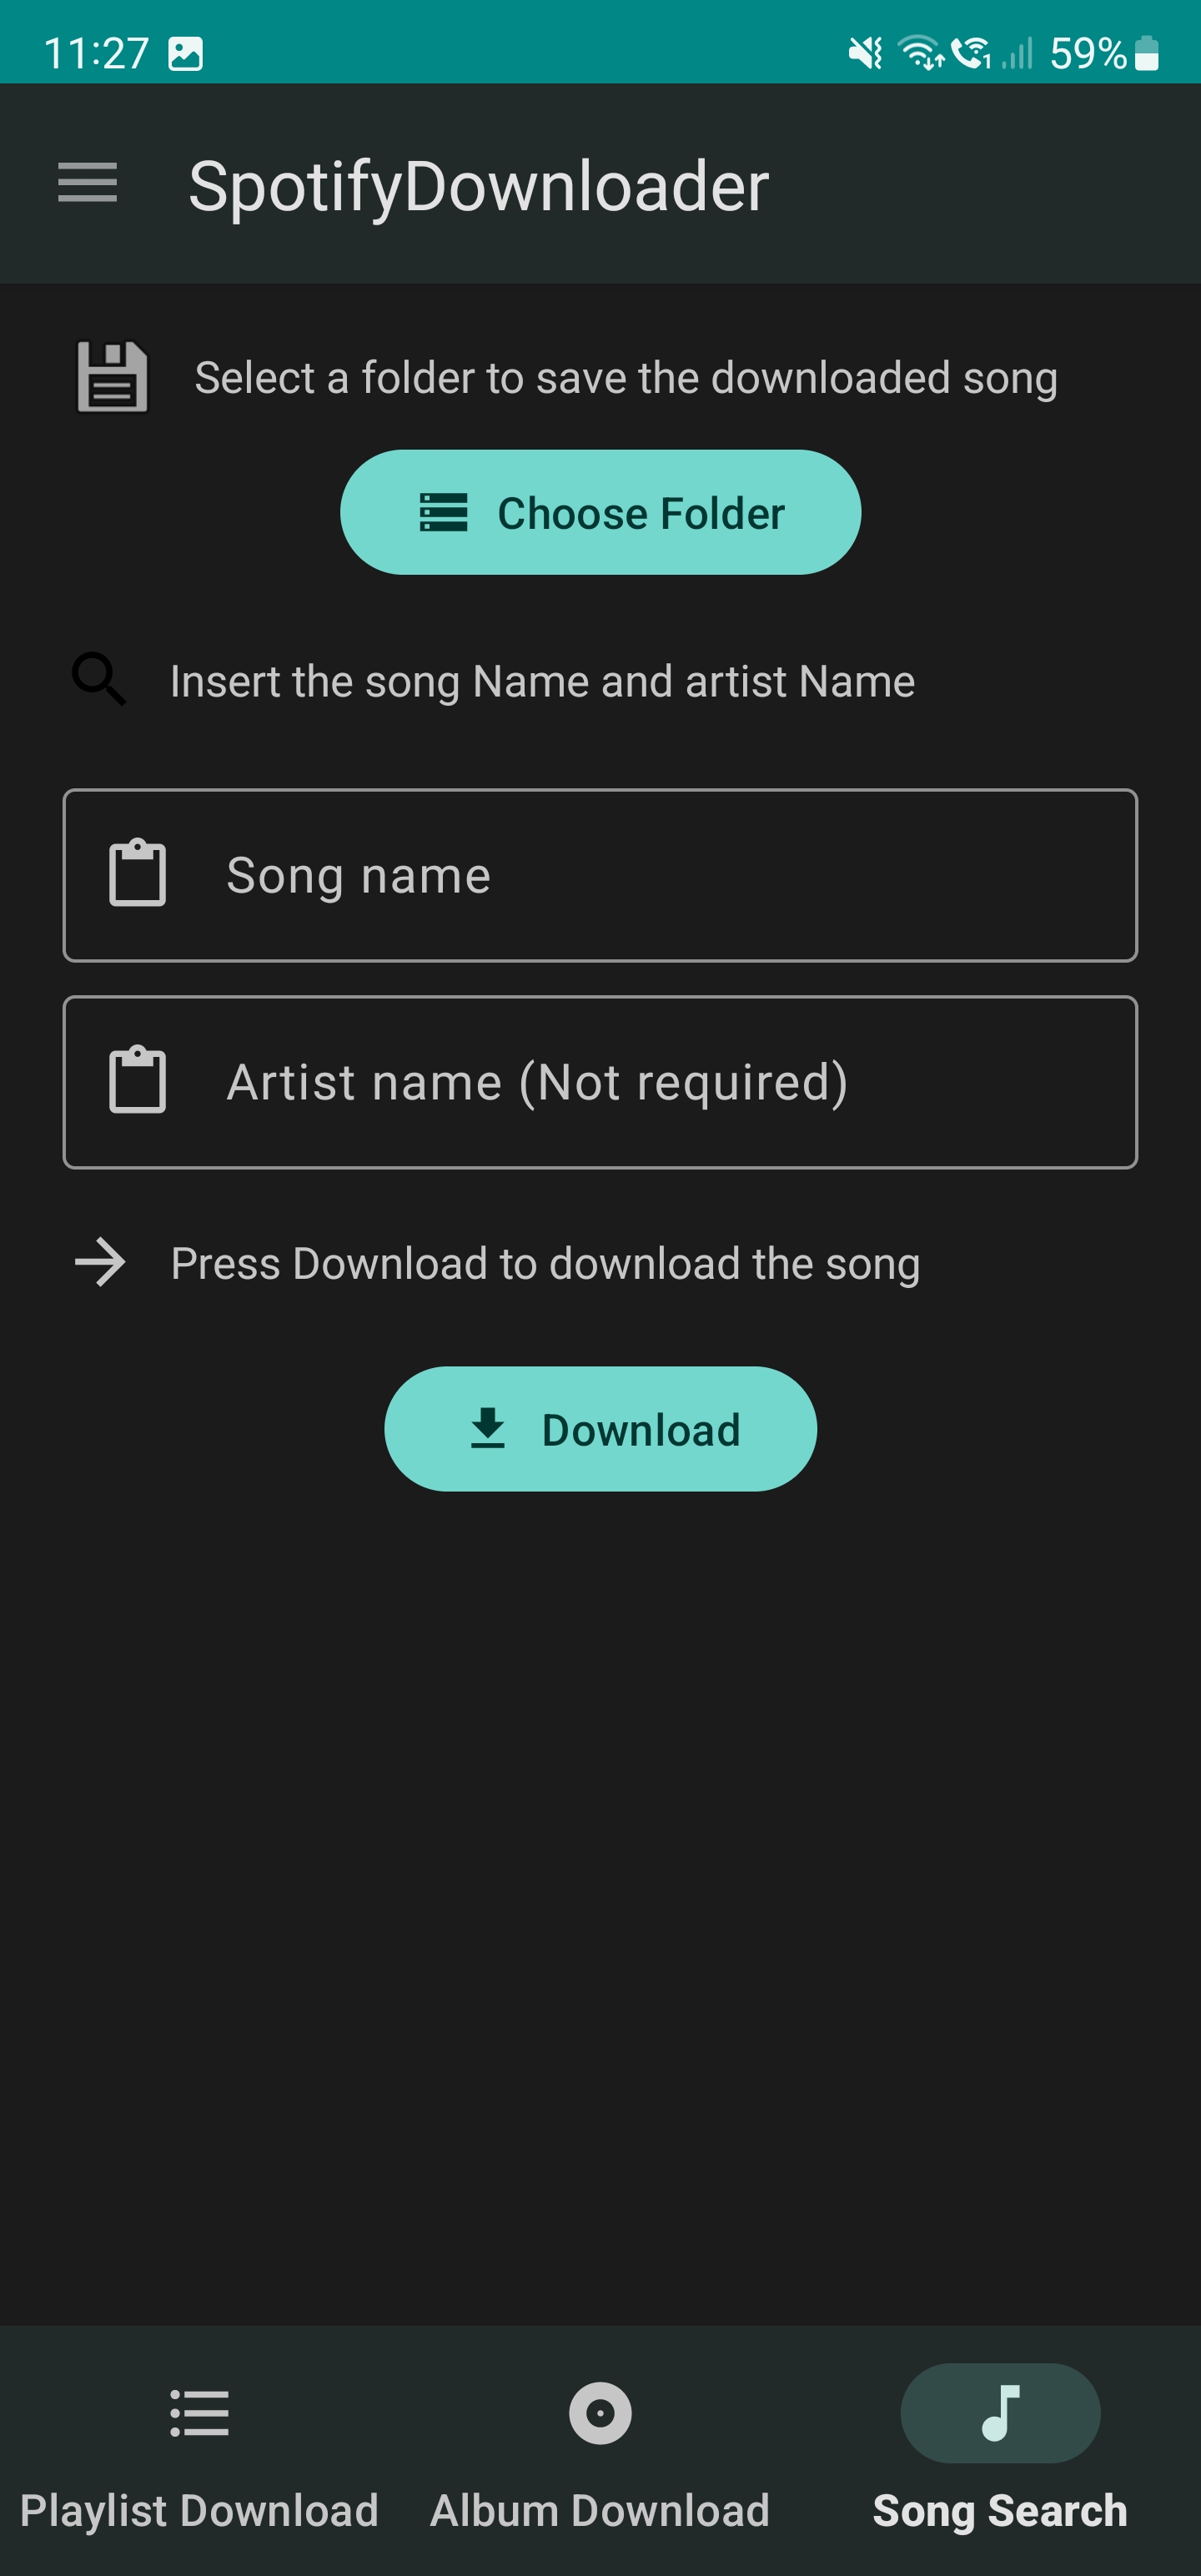 11:27
59%
SpotifyDownloader
Select a folder to save the downloaded song
Choose Folder
Insert the song Name and artist Name
Song name
Artist name (Not required)
Press Download to download the song
Download
Playlist Download
Album Download
Song Search